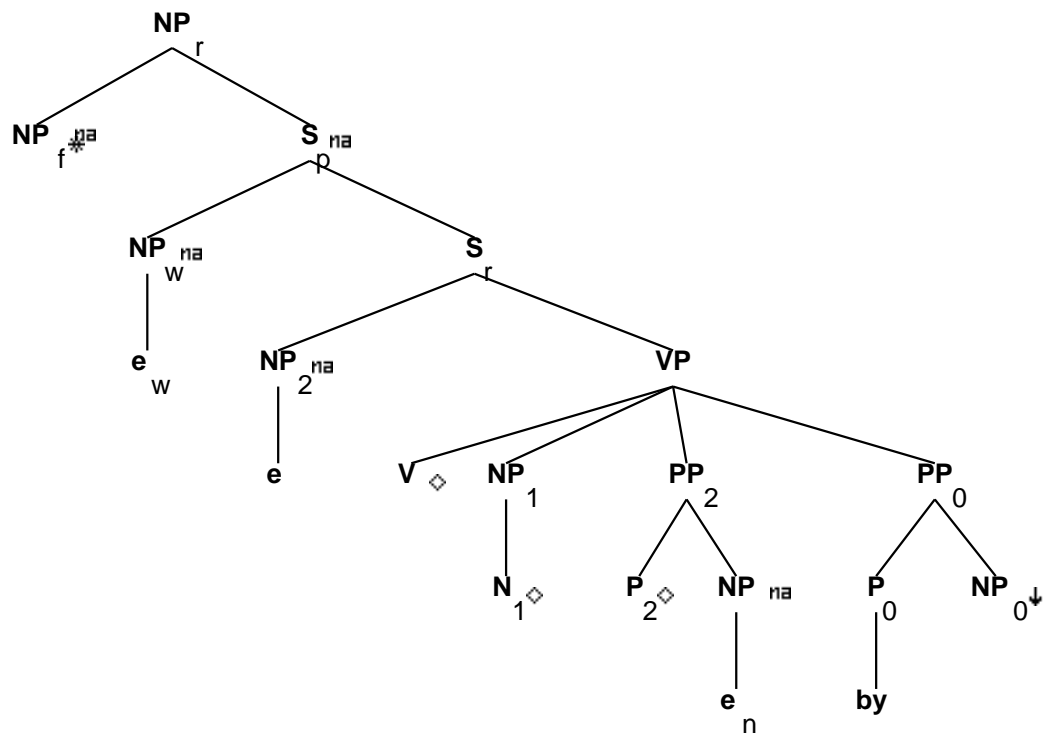 NP r
NP f * na S p na
NP w na S r
e w NP 2 na VP
e V ◇ NP 1 PP 2 PP 0
N 1 ◇ P 2 ◇ NP na P 0 NP 0 ↓
e n by